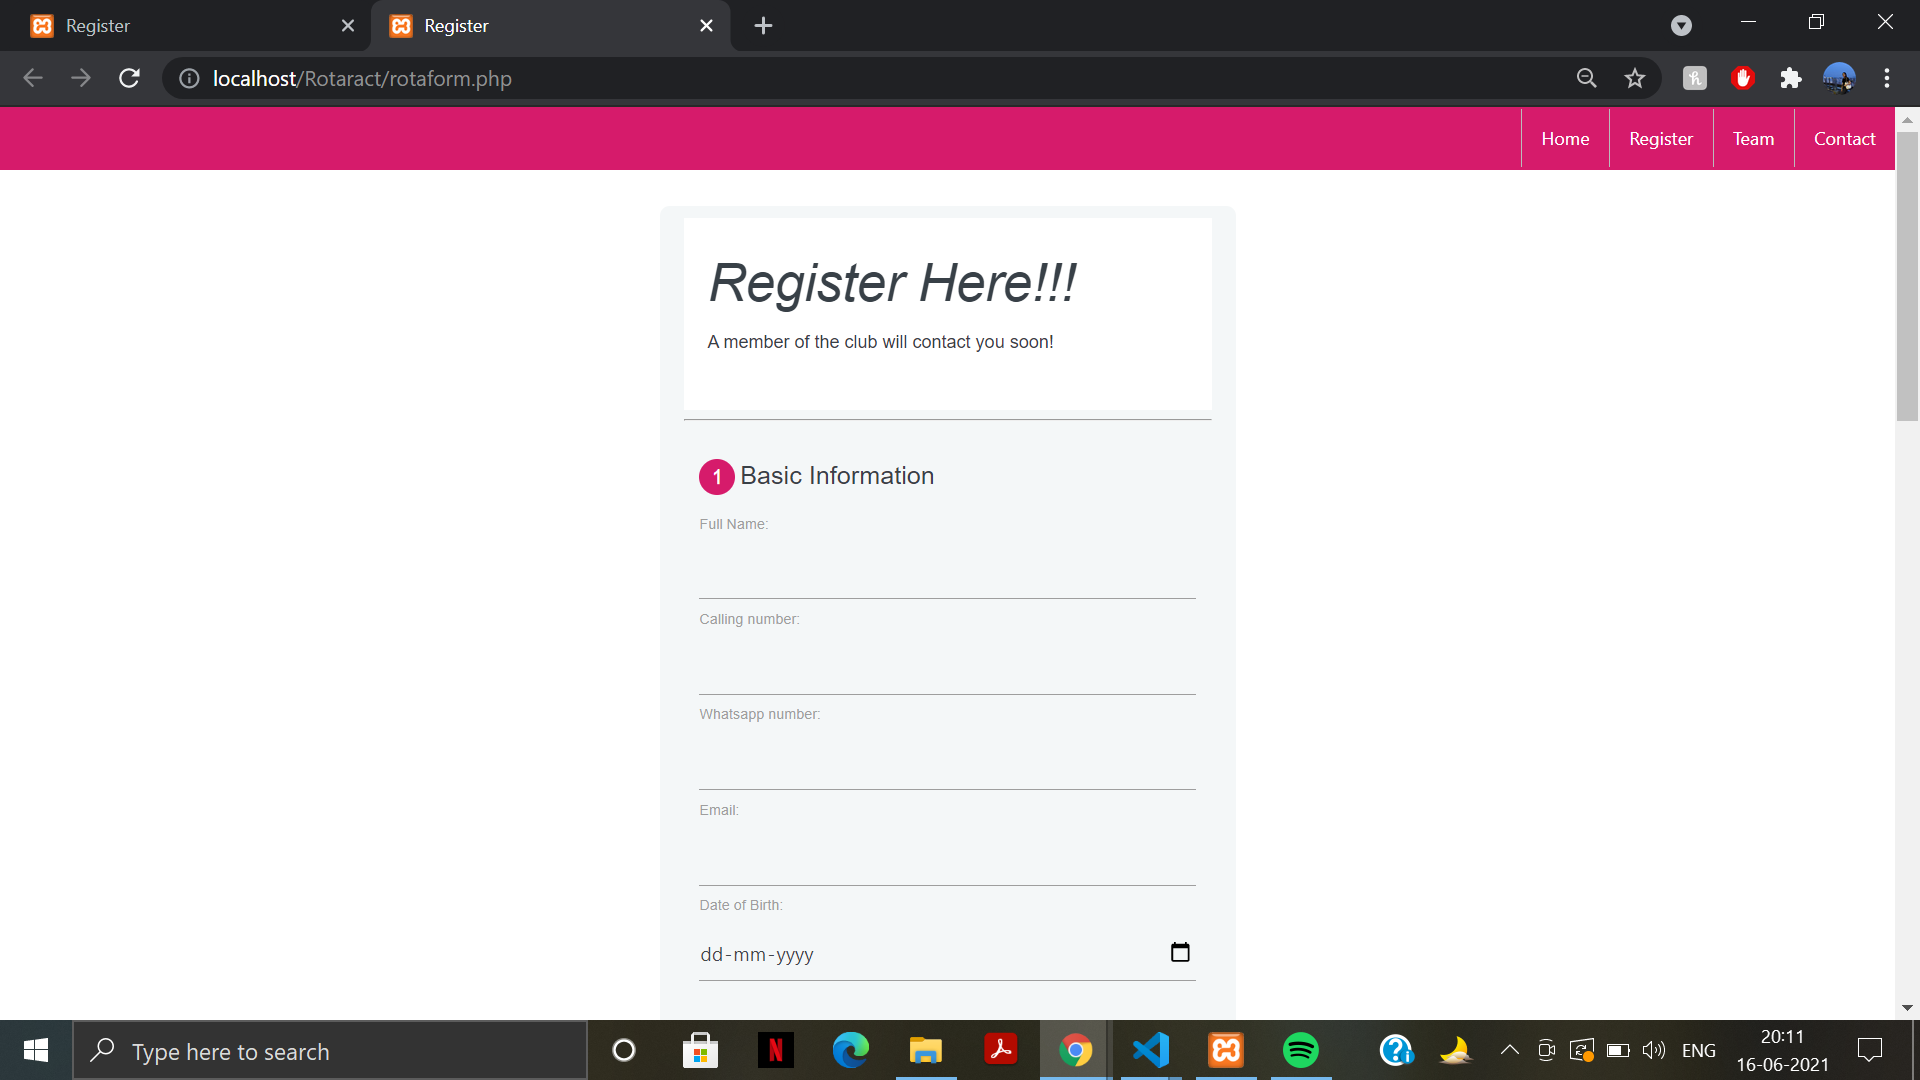 Register
Register
localhost/Rotaract/rotaform.php
Home
Register
Team
Contact
Register Here!!!
A member of the club will contact you soon!
1 Basic Information
Full Name:
Calling number:
Whatsapp number:
Email:
Date of Birth:
dd-mm-yyyy
Type here to search
N
ENG
20:11
16-06-2021